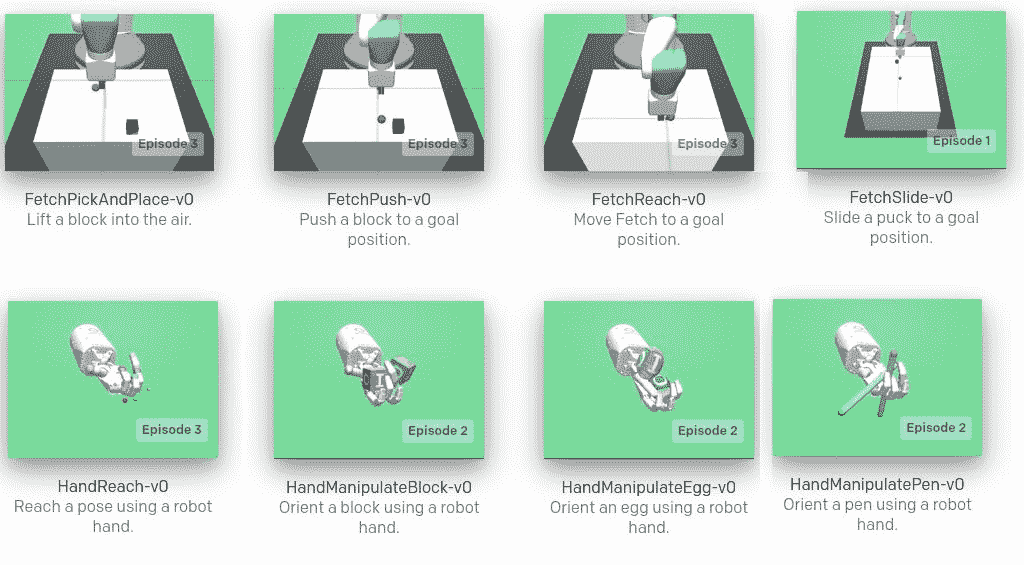 Episode 3
Episode 3
Episode 3
Episode 1
FetchPickAndPlace-v0
Lift a block into the air.
FetchPush-v0
Push a block to a goal
position.
FetchReach-v0
Move Fetch to a goal
position.
FetchSlide-v0
Slide a puck to a goal
position.
Episode 3
Episode 2
Episode 2
Episode 2
HandReach-v0
Reach a pose using a robot
hand.
HandManipulateBlock-v0
Orient a block using a robot
hand.
HandManipulateEgg-v0
Orient an egg using a robot
hand.
HandManipulatePen-v0
Orient a pen using a robot
hand.